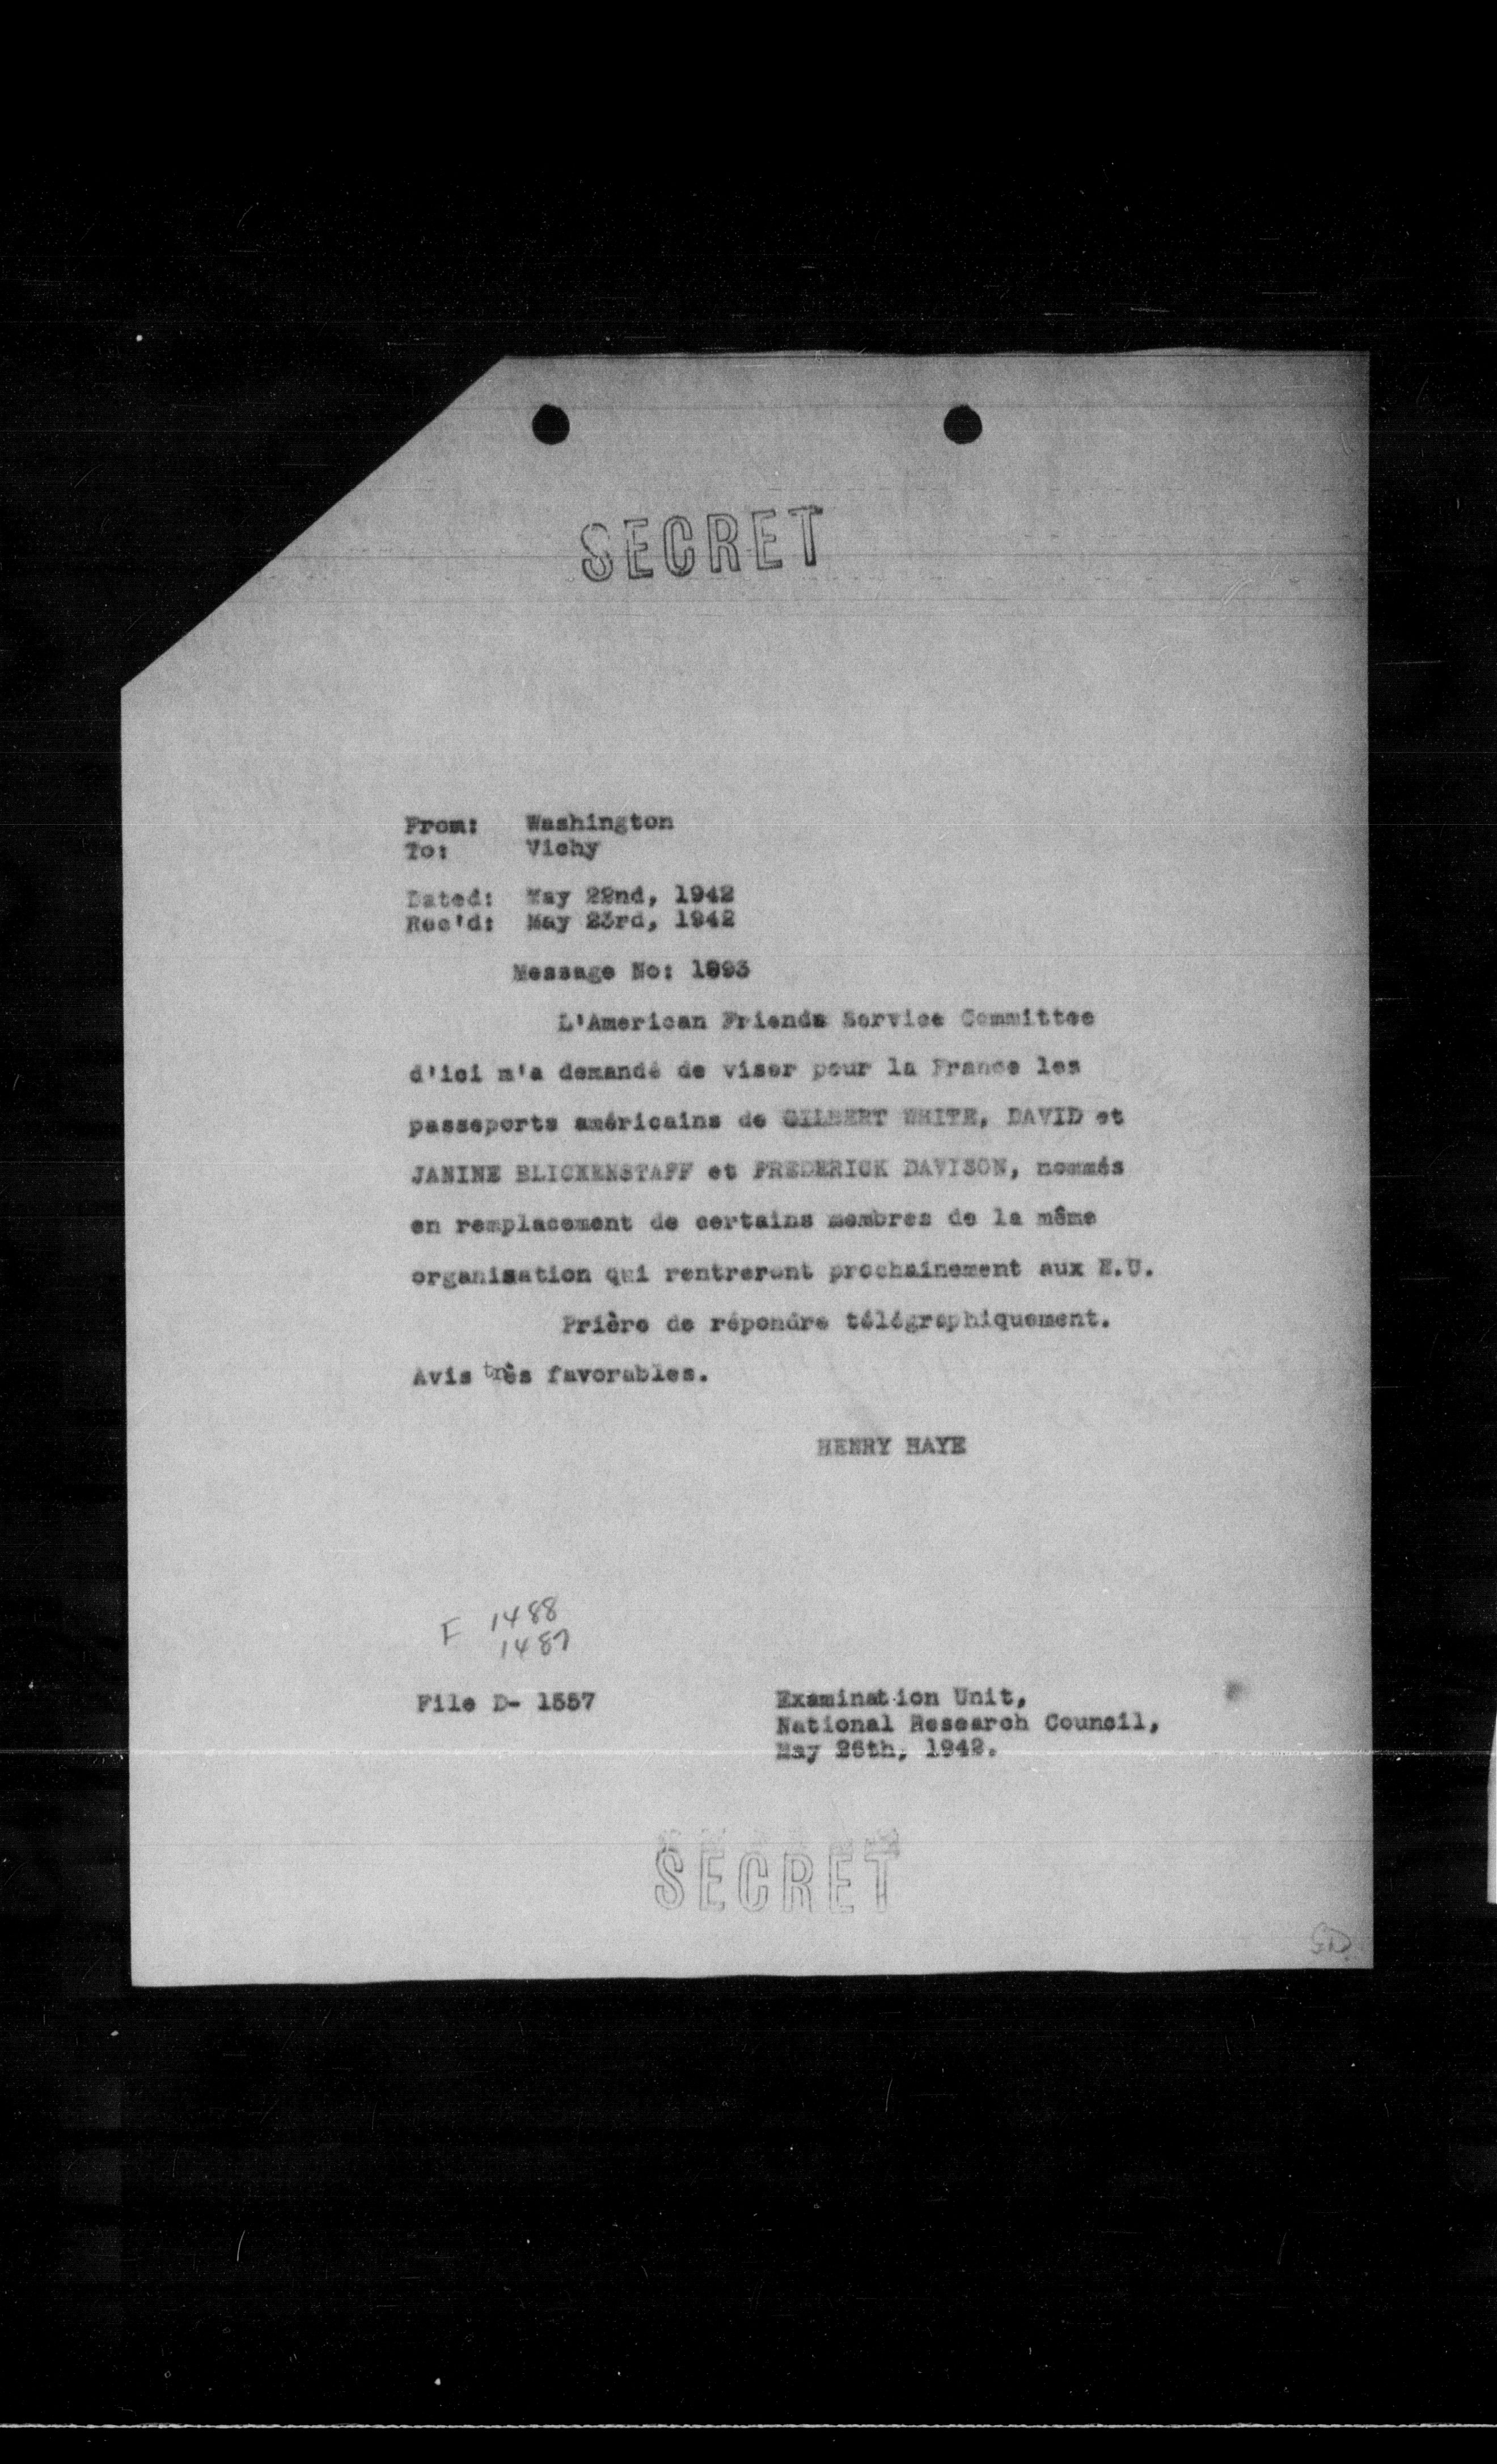 SECRET
From: Washington
To: Vichy
Dated: May 22nd, 1942
Rec'd: May 23rd, 1942
Message No: 1893
L'American Friends Service Committee
d'ici m'a demandé de viser pour la France les
passeports américains de GILBERT WHITE, DAVID et
JANINE BLICKENSTAFF et FREDERICK DAVISON, nommés
en remplacement de certains membres de la même
organisation qui rentreront prochainement aux E.U.
Prière de répondre télégraphiquement.
Avis très favorables.
HENRY HAYE
F 1488
1487
File D- 1557
Examination Unit,
National Research Council,
May 26th, 1942.
SECRET